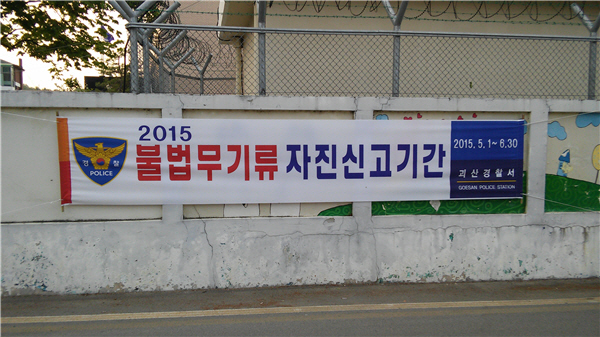 경 찰
POLICE
2015
불법무기류 자진신고기간
2015. 5.1~ 6.30
괴산경찰서
GOESAN POLICE STATION